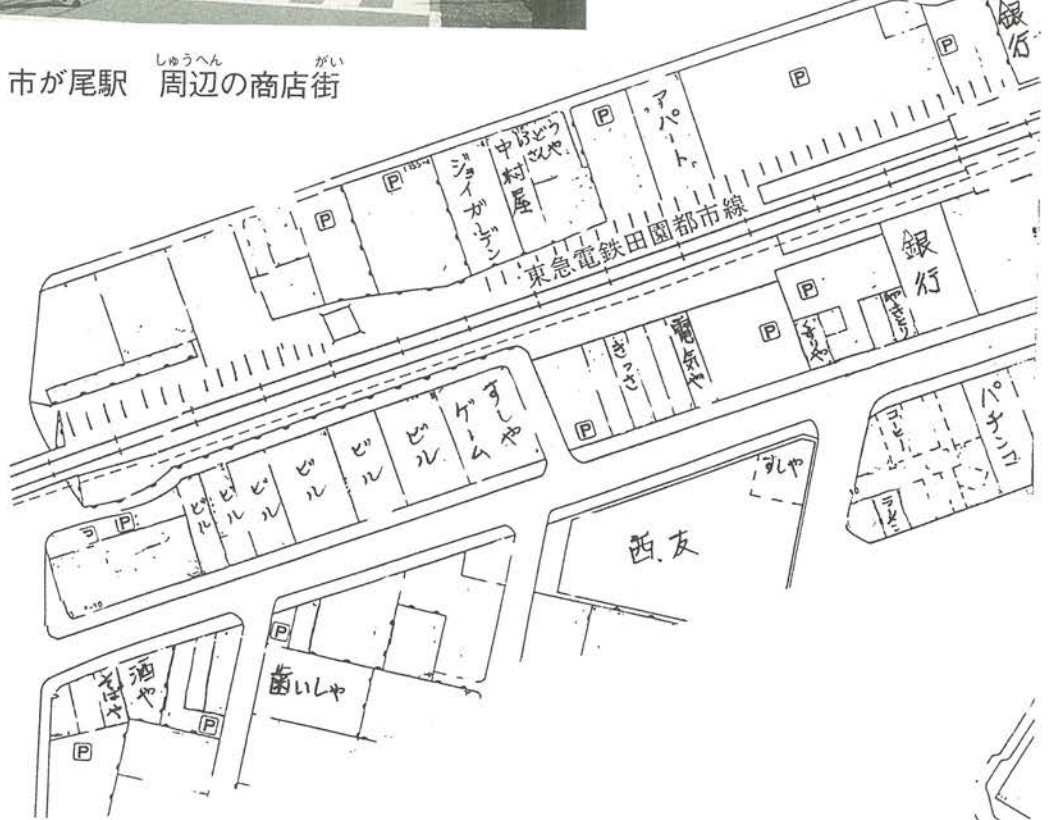 市が尾駅 周辺の商店街
しゅうへん
がい
銀行
P
P
アパート
P
どうぶつさんや
中村屋
ジョイガーデン
P
P
東急電鉄田園都市線
銀行
P
やきとり
くすりや
P
電気や
きっさ
P
すしや
ゲーム
ビル
ビル
ビル
ビル
ビル
ビル
P
パチンコ
コーヒー
ラーメン
すしや
西友
P
歯いしゃ
酒や
そばや
P
P